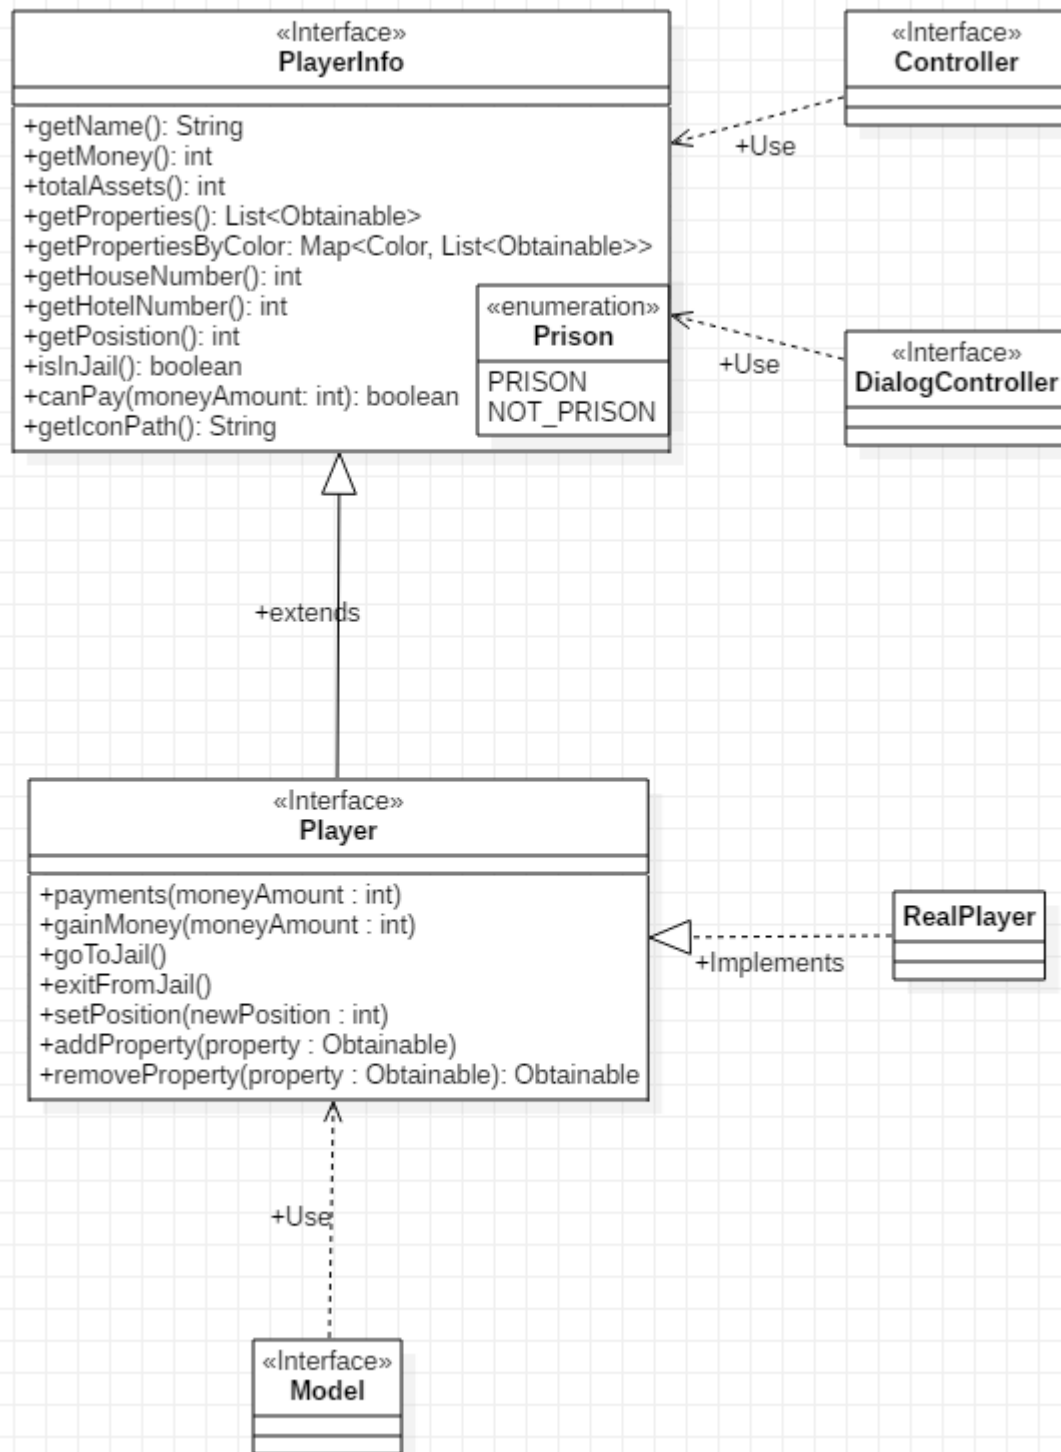 «Interface»
PlayerInfo
+getName(): String
+getMoney(): int
+totalAssets(): int
+getProperties(): List<Obtainable>
+getPropertiesByColor: Map<Color, List<Obtainable>>
+getHouseNumber(): int
+getHotelNumber(): int
+getPosistion(): int
+isInJail(): boolean
+canPay(moneyAmount: int): boolean
+getIconPath(): String
«enumeration»
Prison
PRISON
NOT_PRISON
«Interface»
Controller
+Use
«Interface»
DialogController
+Use
+extends
«Interface»
Player
+payments(moneyAmount : int)
+gainMoney(moneyAmount : int)
+goToJail()
+exitFromJail()
+setPosition(newPosition : int)
+addProperty(property : Obtainable)
+removeProperty(property : Obtainable): Obtainable
RealPlayer
+Implements
+Use
«Interface»
Model